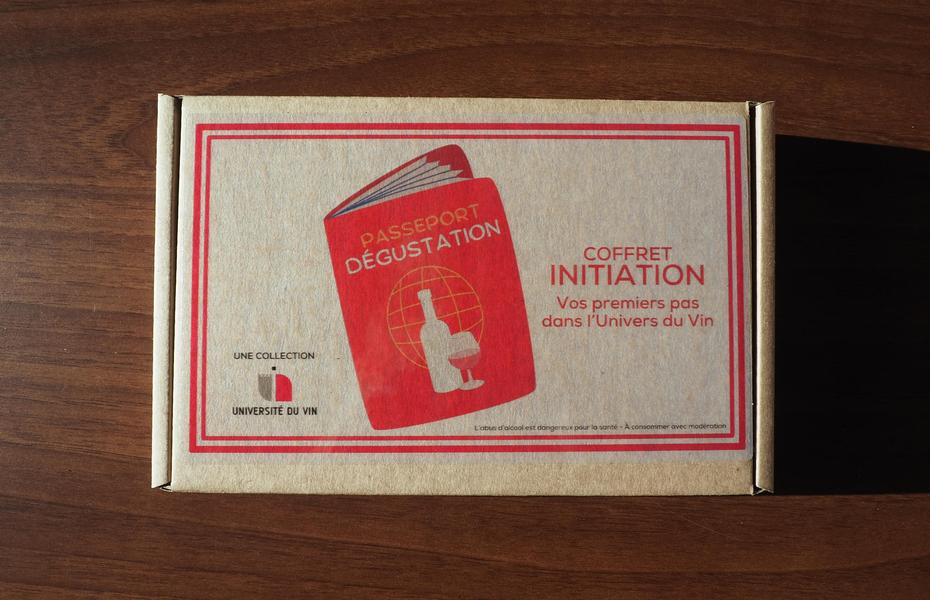 PASSEPORT
DÉGUSTATION
COFFRET
INITIATION
Vos premiers pas
dans l'Univers du Vin
UNE COLLECTION
UNIVERSITÉ DU VIN
L'abus d'alcool est dangereux pour la santé - À consommer avec modération